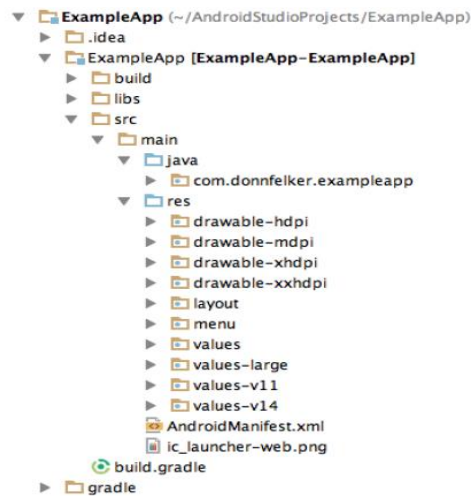 ExampleApp (~/AndroidStudioProjects/ExampleApp)
.idea
ExampleApp [ExampleApp-ExampleApp]
build
libs
src
main
java
com.donnfelker.exampleapp
res
drawable-hdpi
drawable-mdpi
drawable-xhdpi
drawable-xxhdpi
layout
menu
values
values-large
values-v11
values-v14
AndroidManifest.xml
ic_launcher-web.png
build.gradle
gradle